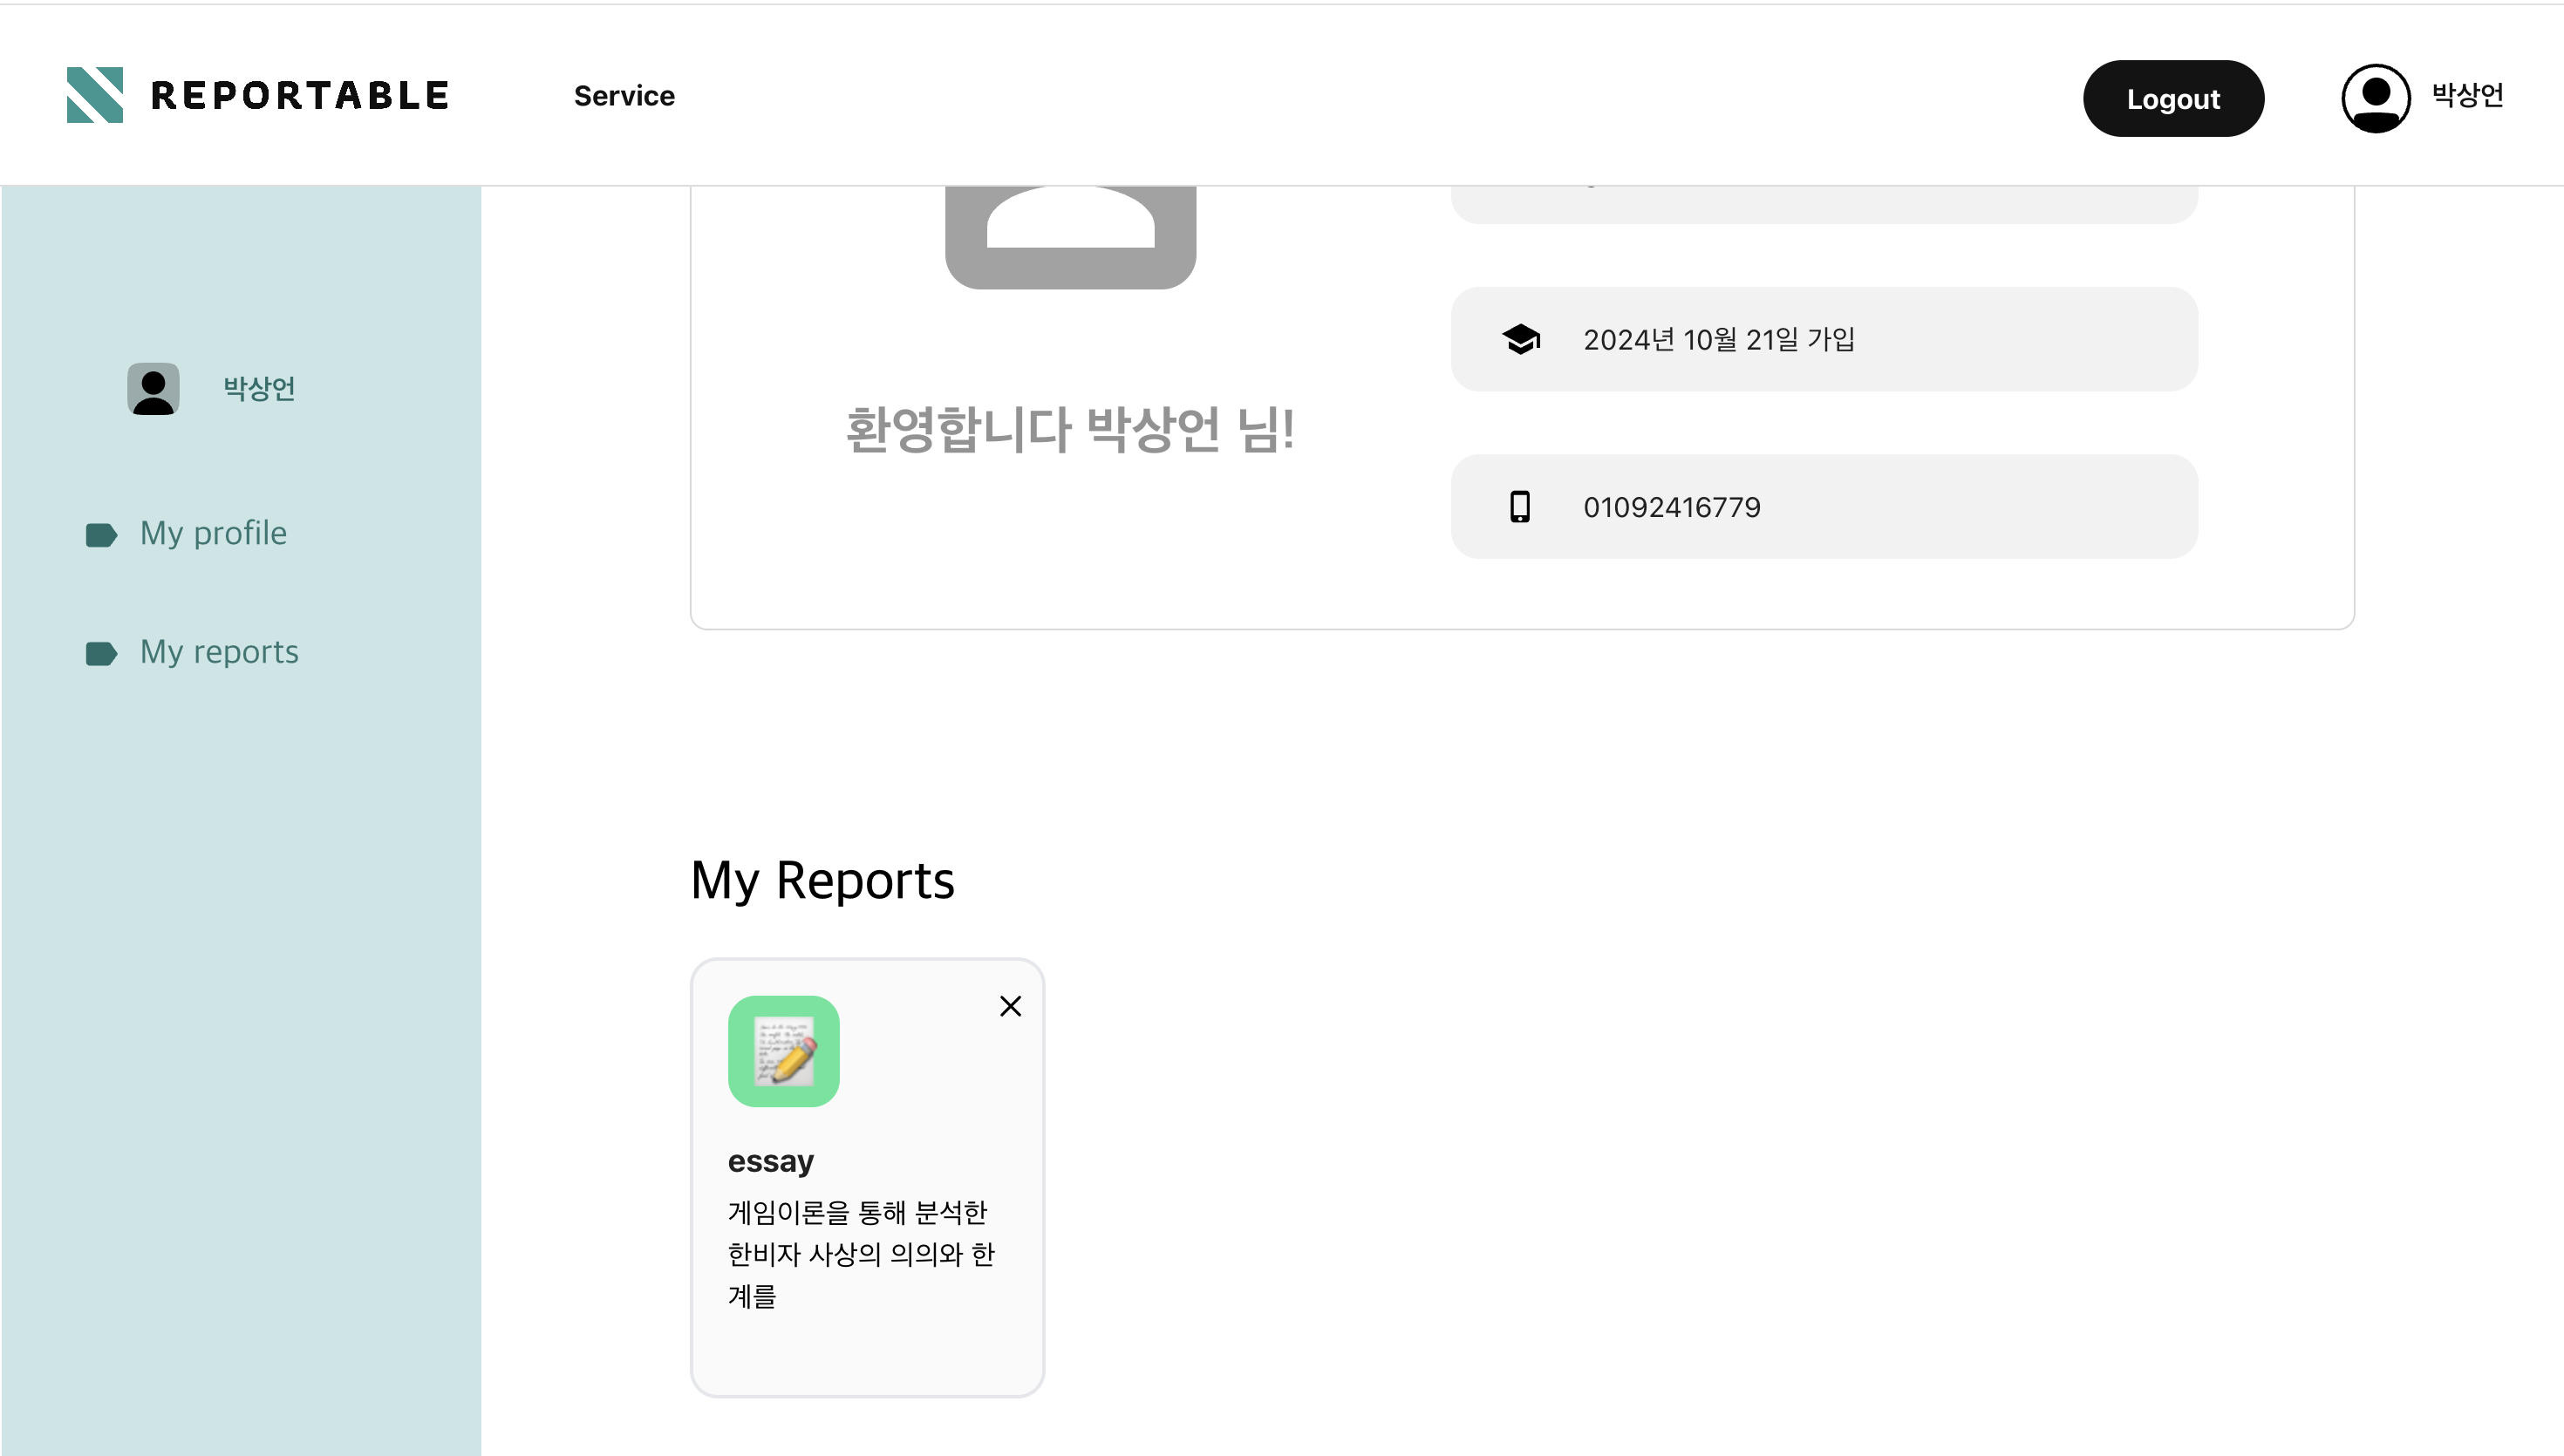 REPORTABLE
Service
Logout
박상언
박상언
My profile
My reports
환영합니다 박상언 님!
2024년 10월 21일 가입
01092416779
My Reports
essay
게임이론을 통해 분석한
한비자 사상의 의의와 한
계를